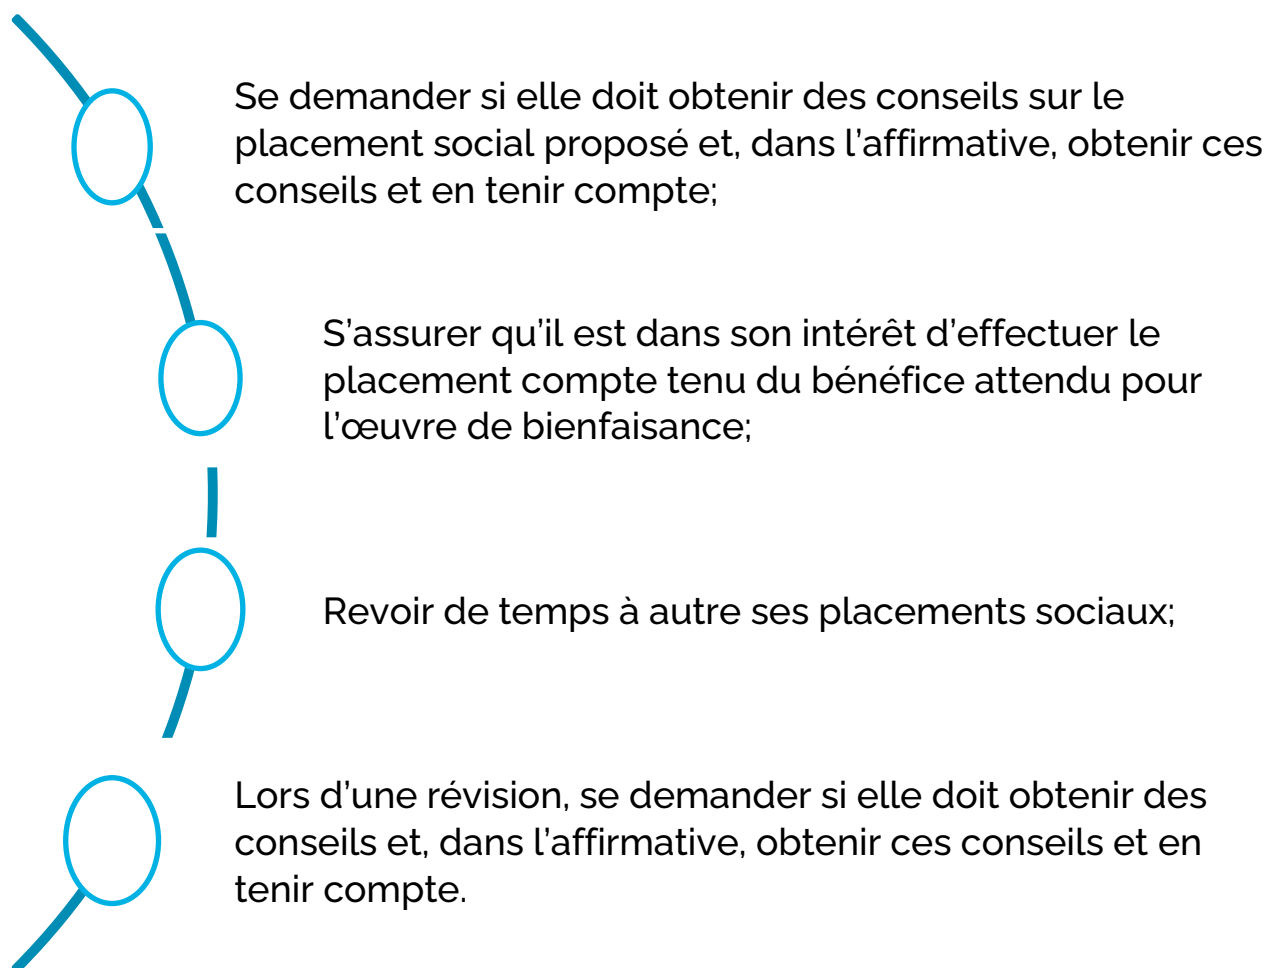 Se demander si elle doit obtenir des conseils sur le
placement social proposé et, dans l’affirmative, obtenir ces
conseils et en tenir compte;
S’assurer qu’il est dans son intérêt d’effectuer le
placement compte tenu du bénéfice attendu pour
l’œuvre de bienfaisance;
Revoir de temps à autre ses placements sociaux;
Lors d’une révision, se demander si elle doit obtenir des
conseils et, dans l’affirmative, obtenir ces conseils et en
tenir compte.